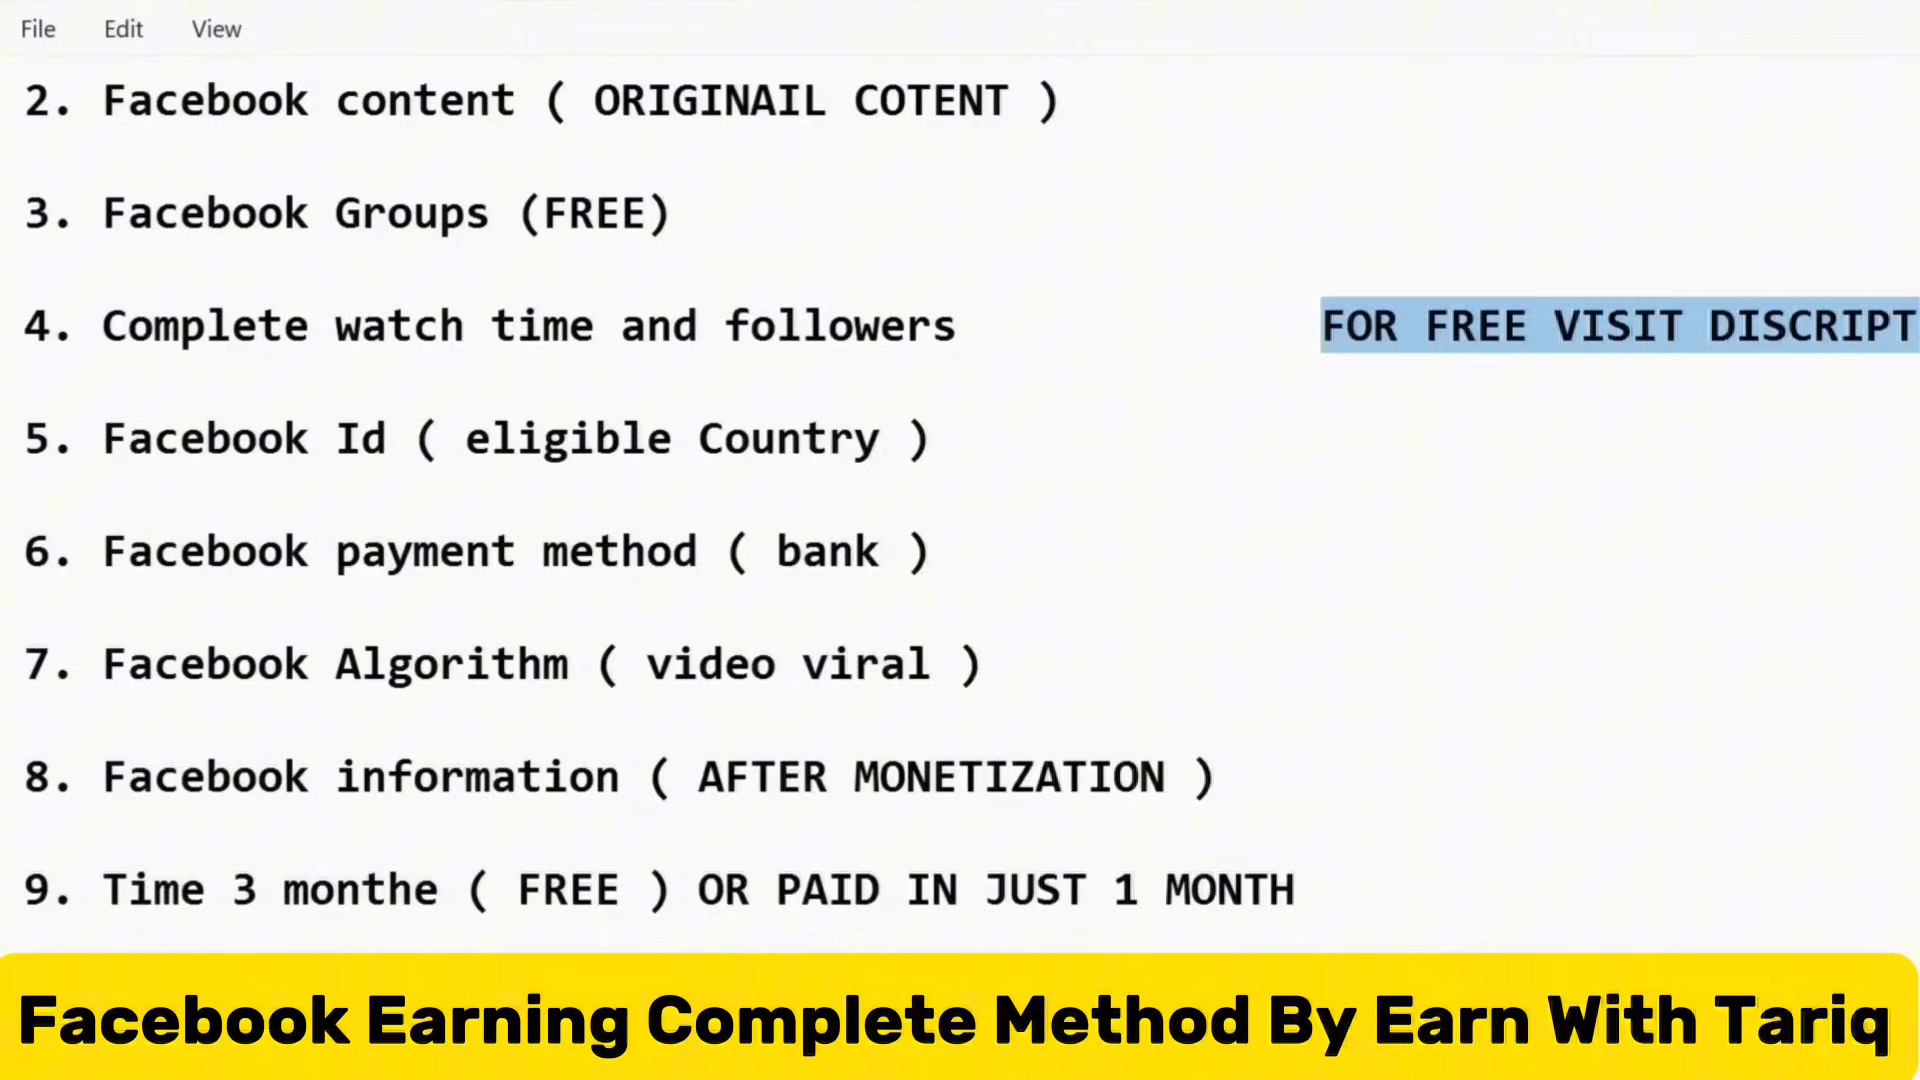 File Edit View
2. Facebook content ( ORIGINAIL COTENT )
3. Facebook Groups (FREE)
4. Complete watch time and followers FOR FREE VISIT DISCRIPT
5. Facebook Id ( eligible Country )
6. Facebook payment method ( bank )
7. Facebook Algorithm ( video viral )
8. Facebook information ( AFTER MONETIZATION )
9. Time 3 monthe ( FREE ) OR PAID IN JUST 1 MONTH
Facebook Earning Complete Method By Earn With Tariq